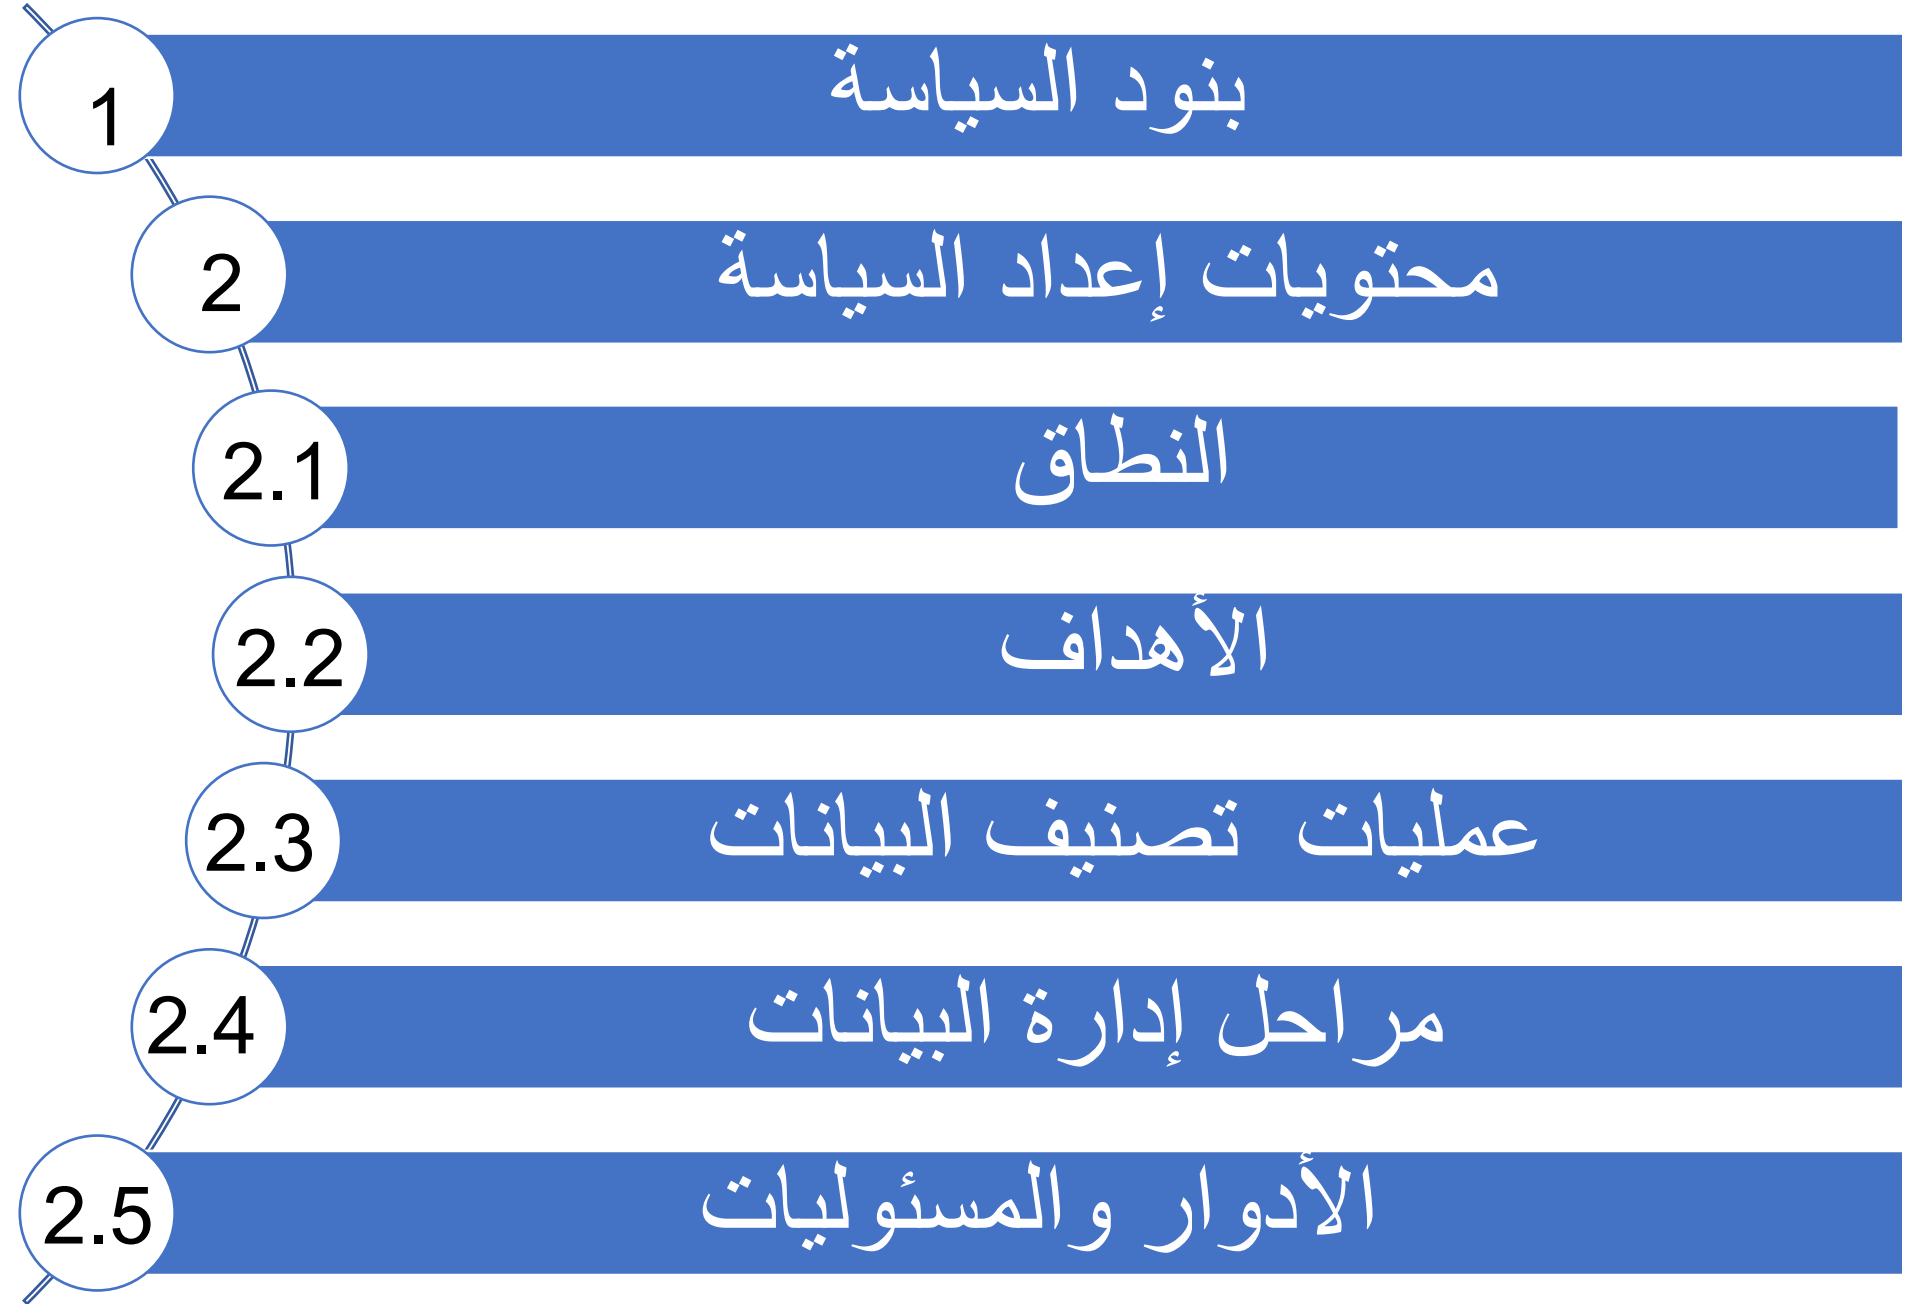 1
بنود السياسة
2
محتويات إعداد السياسة
2.1
النطاق
2.2
الأهداف
2.3
عمليات  تصنيف البيانات
2.4
مراحل إدارة البيانات
2.5
الأدوار والمسئوليات